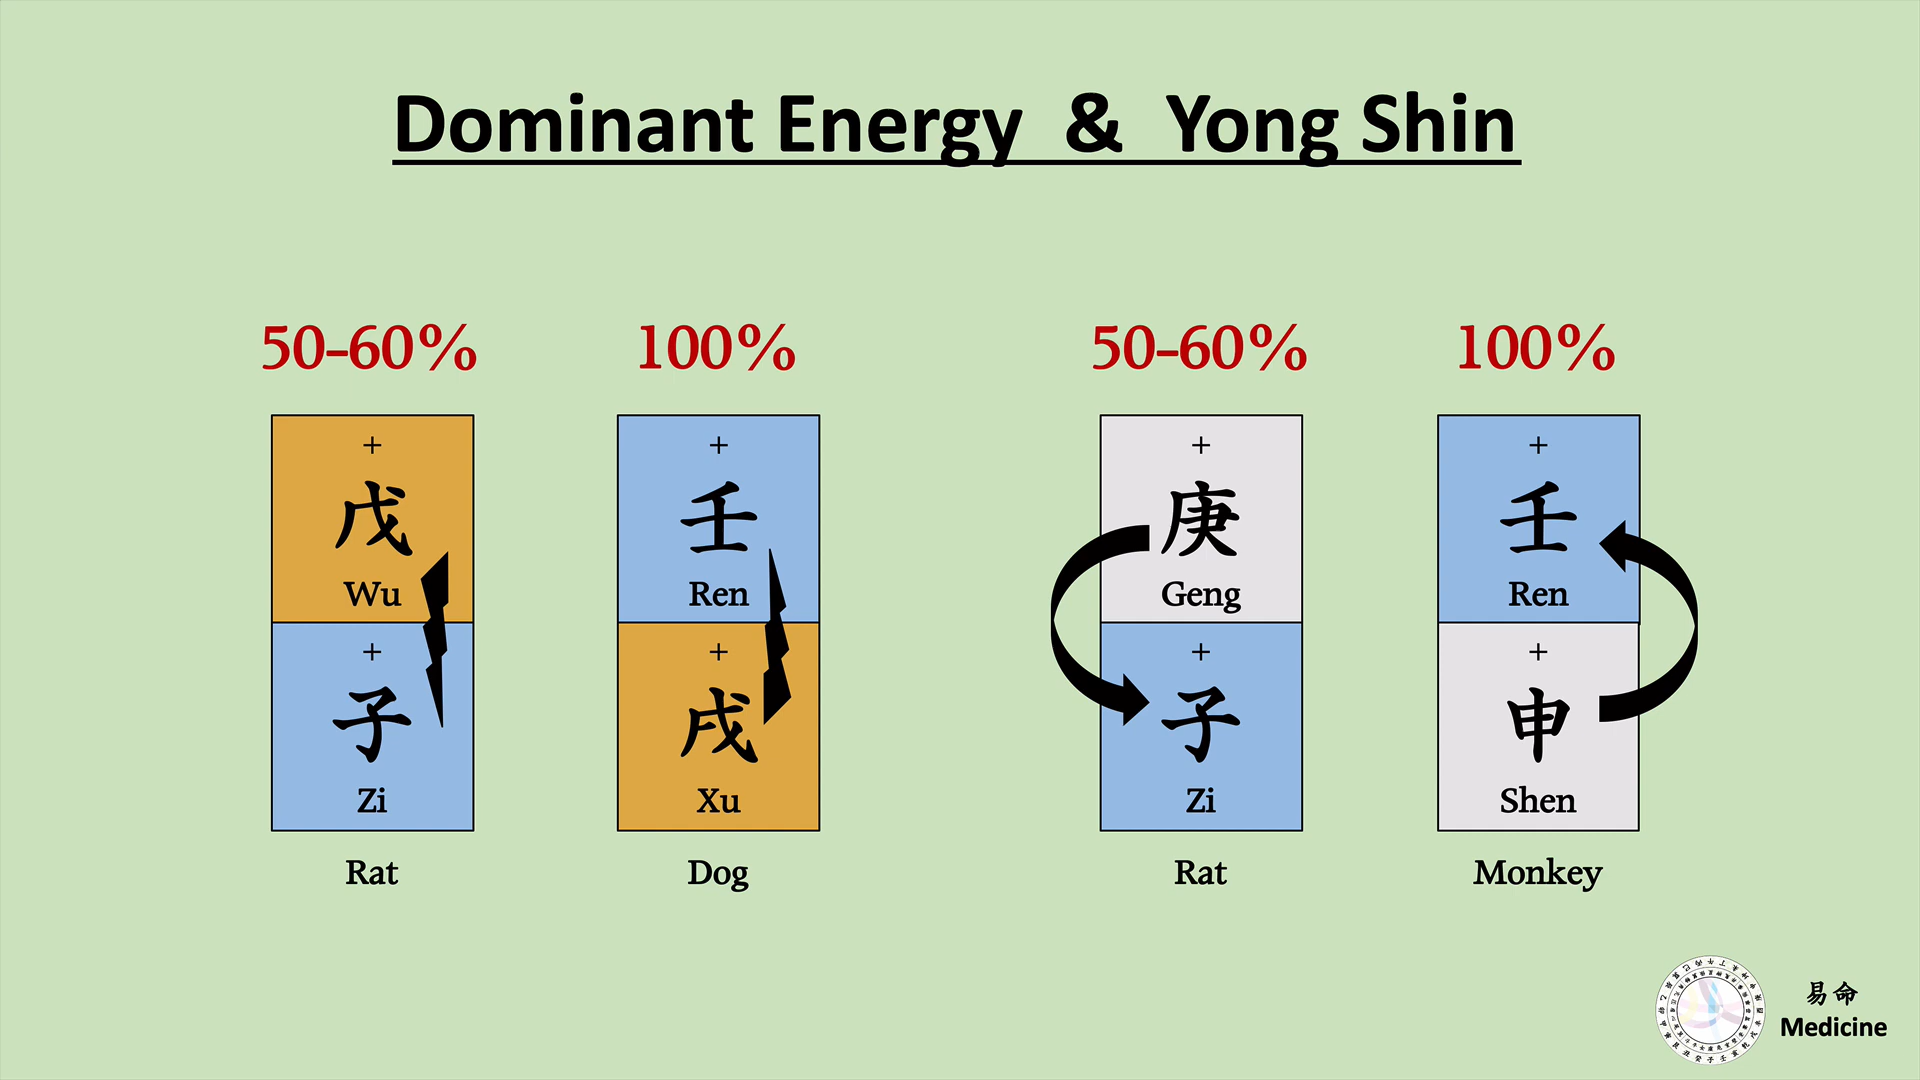 Dominant Energy & Yong Shin
50-60% 100% 50-60% 100%
+ + + +
戊 壬 庚 壬
Wu Ren Geng Ren
+ + + +
子 戌 子 申
Zi Xu Zi Shen
Rat Dog Rat Monkey
易命
Medicine